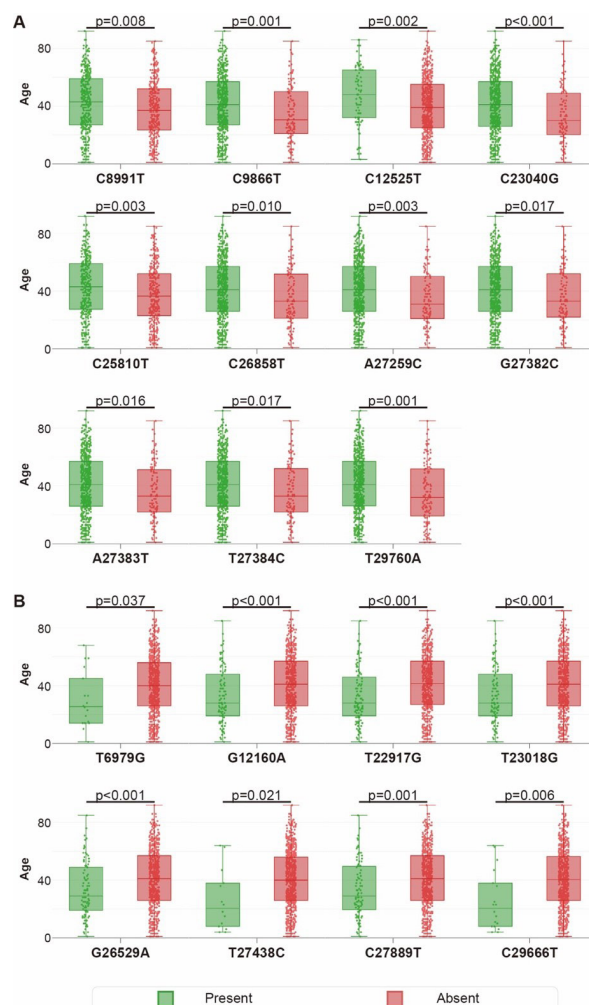 A
p=0.008 p=0.001 p=0.002 p<0.001
80
40
0
Age
C8991T C9866T C12525T C23040G
p=0.003 p=0.010 p=0.003 p=0.017
80
40
0
Age
C25810T C26858T A27259C G27382C
p=0.016 p=0.017 p=0.001
80
40
0
Age
A27383T T27384C T29760A
B
p=0.037 p<0.001 p<0.001 p<0.001
80
40
0
Age
T6979G G12160A T22917G T23018G
p<0.001 p=0.021 p=0.001 p=0.006
80
40
0
Age
G26529A T27438C C27889T C29666T
Present Absent